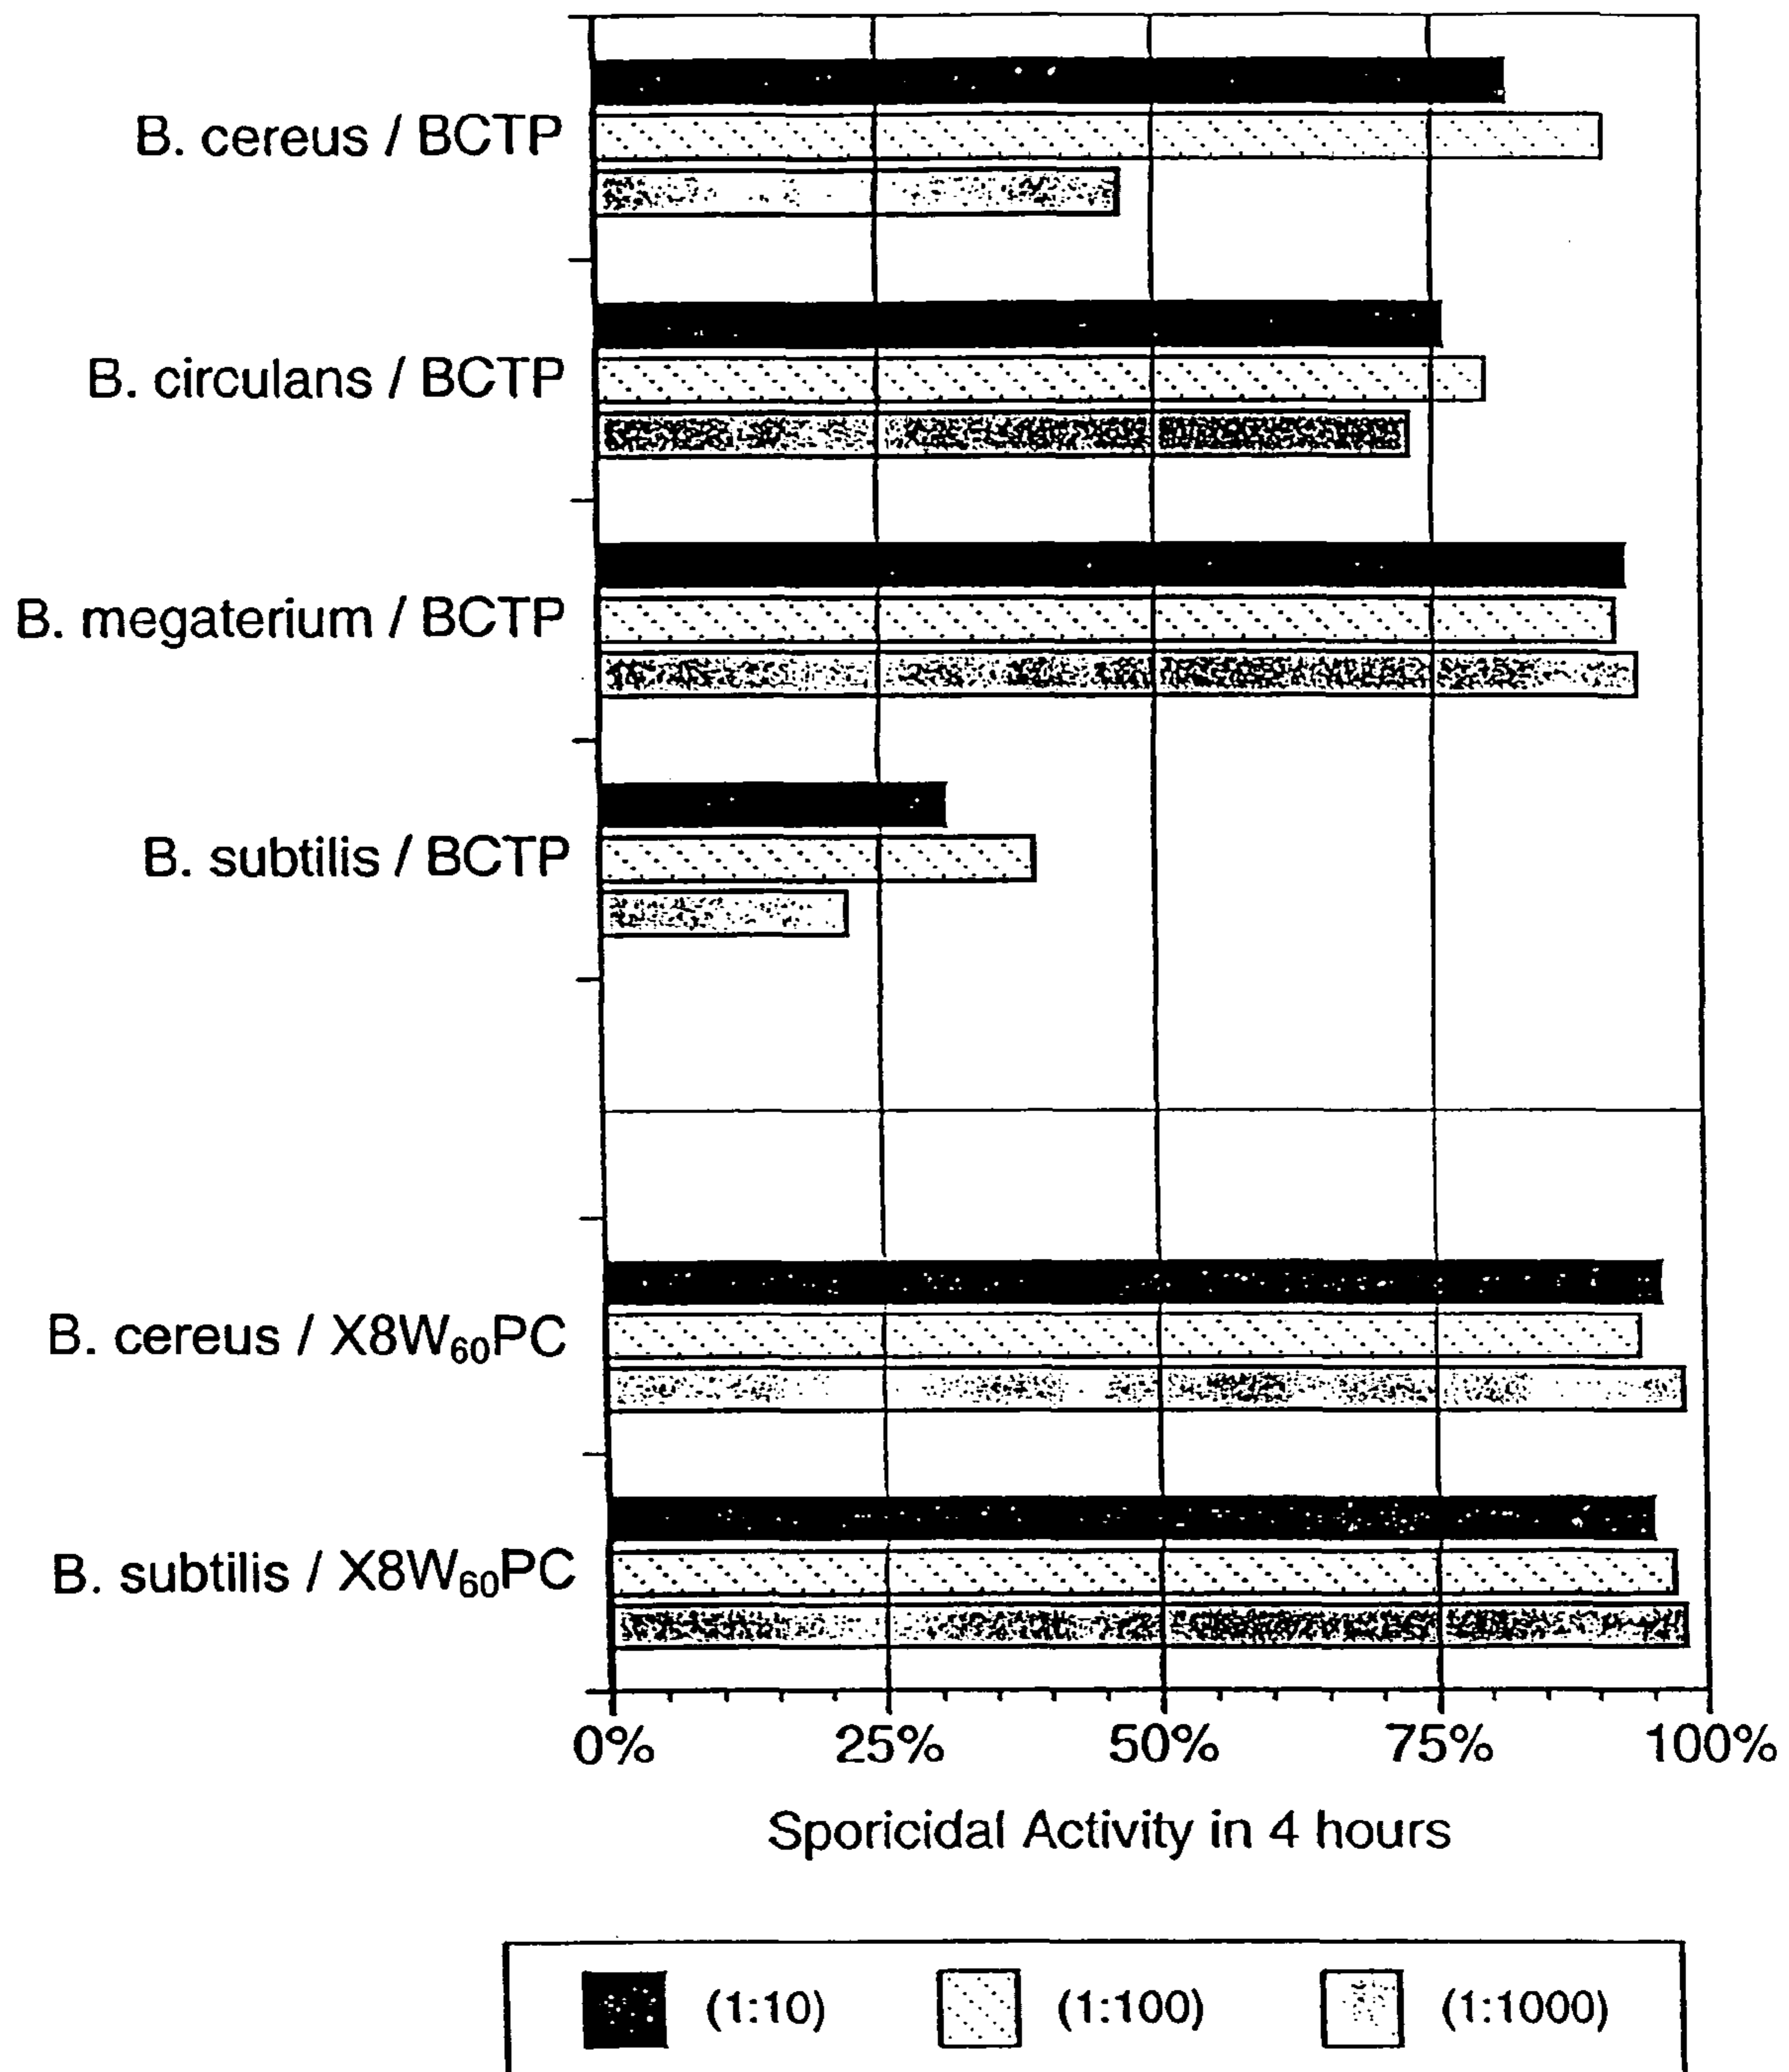 B. cereus / BCTP
B. circulans / BCTP
B. megaterium / BCTP
B. subtilis / BCTP
B. cereus / X8W₆₀PC
B. subtilis / X8W₆₀PC
0% 25% 50% 75% 100%
Sporicidal Activity in 4 hours
(1:10) (1:100) (1:1000)